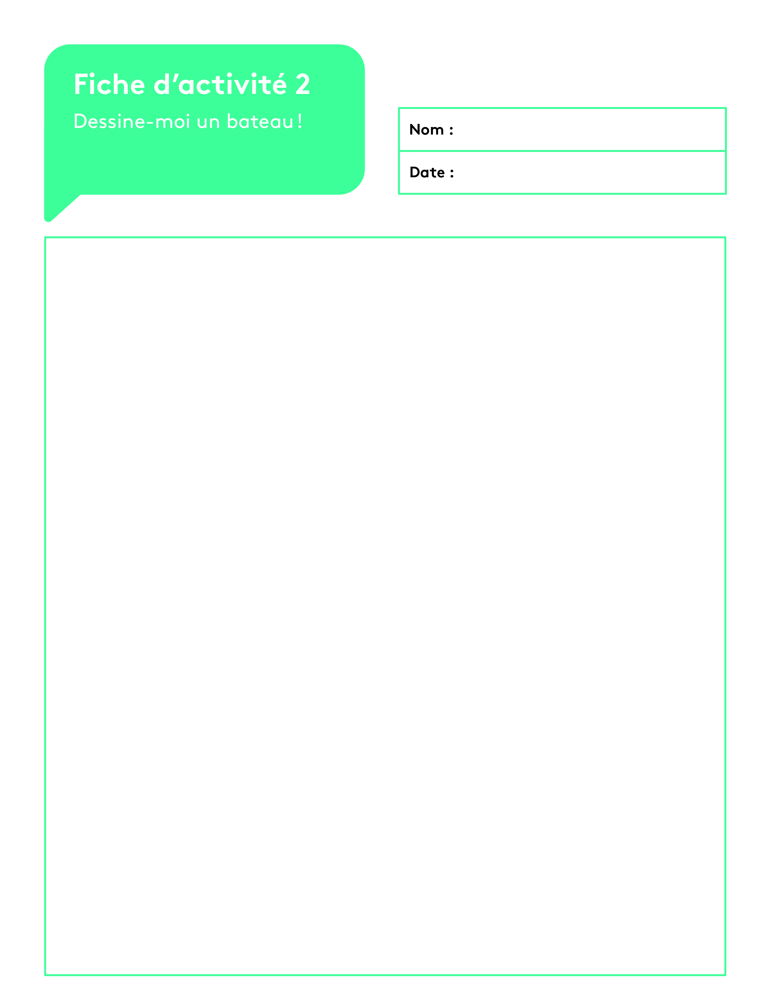 Fiche d’activité 2
Dessine-moi un bateau !
Nom :
Date :